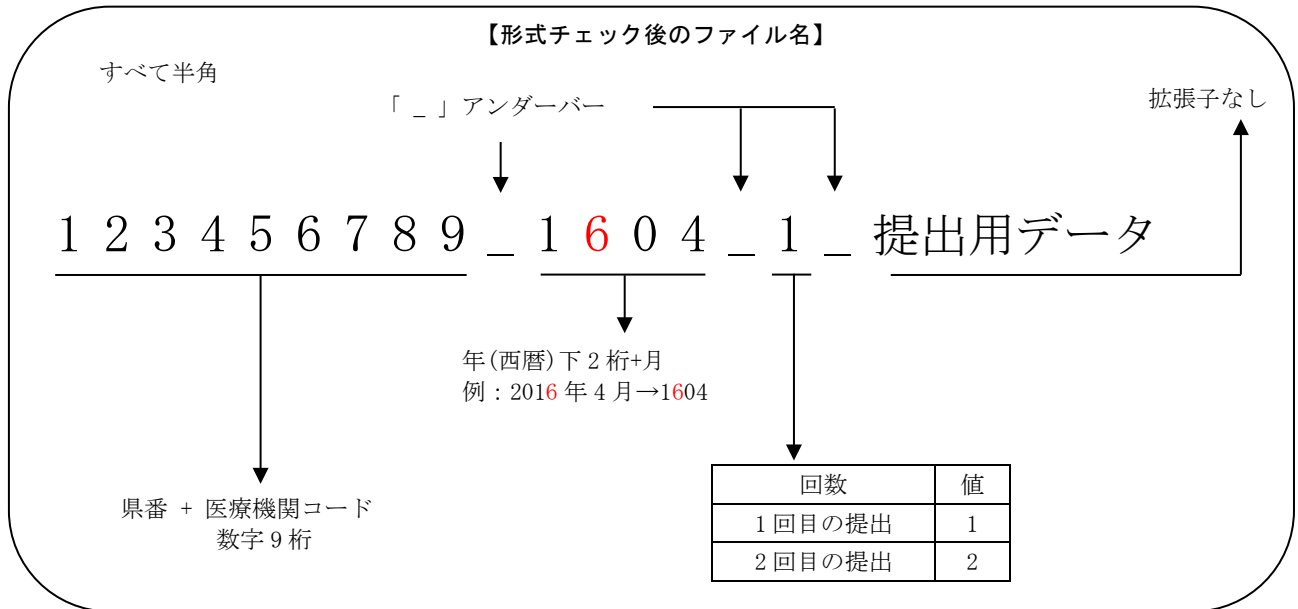 【形式チェック後のファイル名】
すべて半角
「 _ 」アンダーバー
拡張子なし
1 2 3 4 5 6 7 8 9 _ 1 6 0 4 _ 1 _ 提出用データ
年(西暦)下2桁+月
例：2016年4月→1604
県番 + 医療機関コード
数字9桁
回数 値
1回目の提出 1
2回目の提出 2